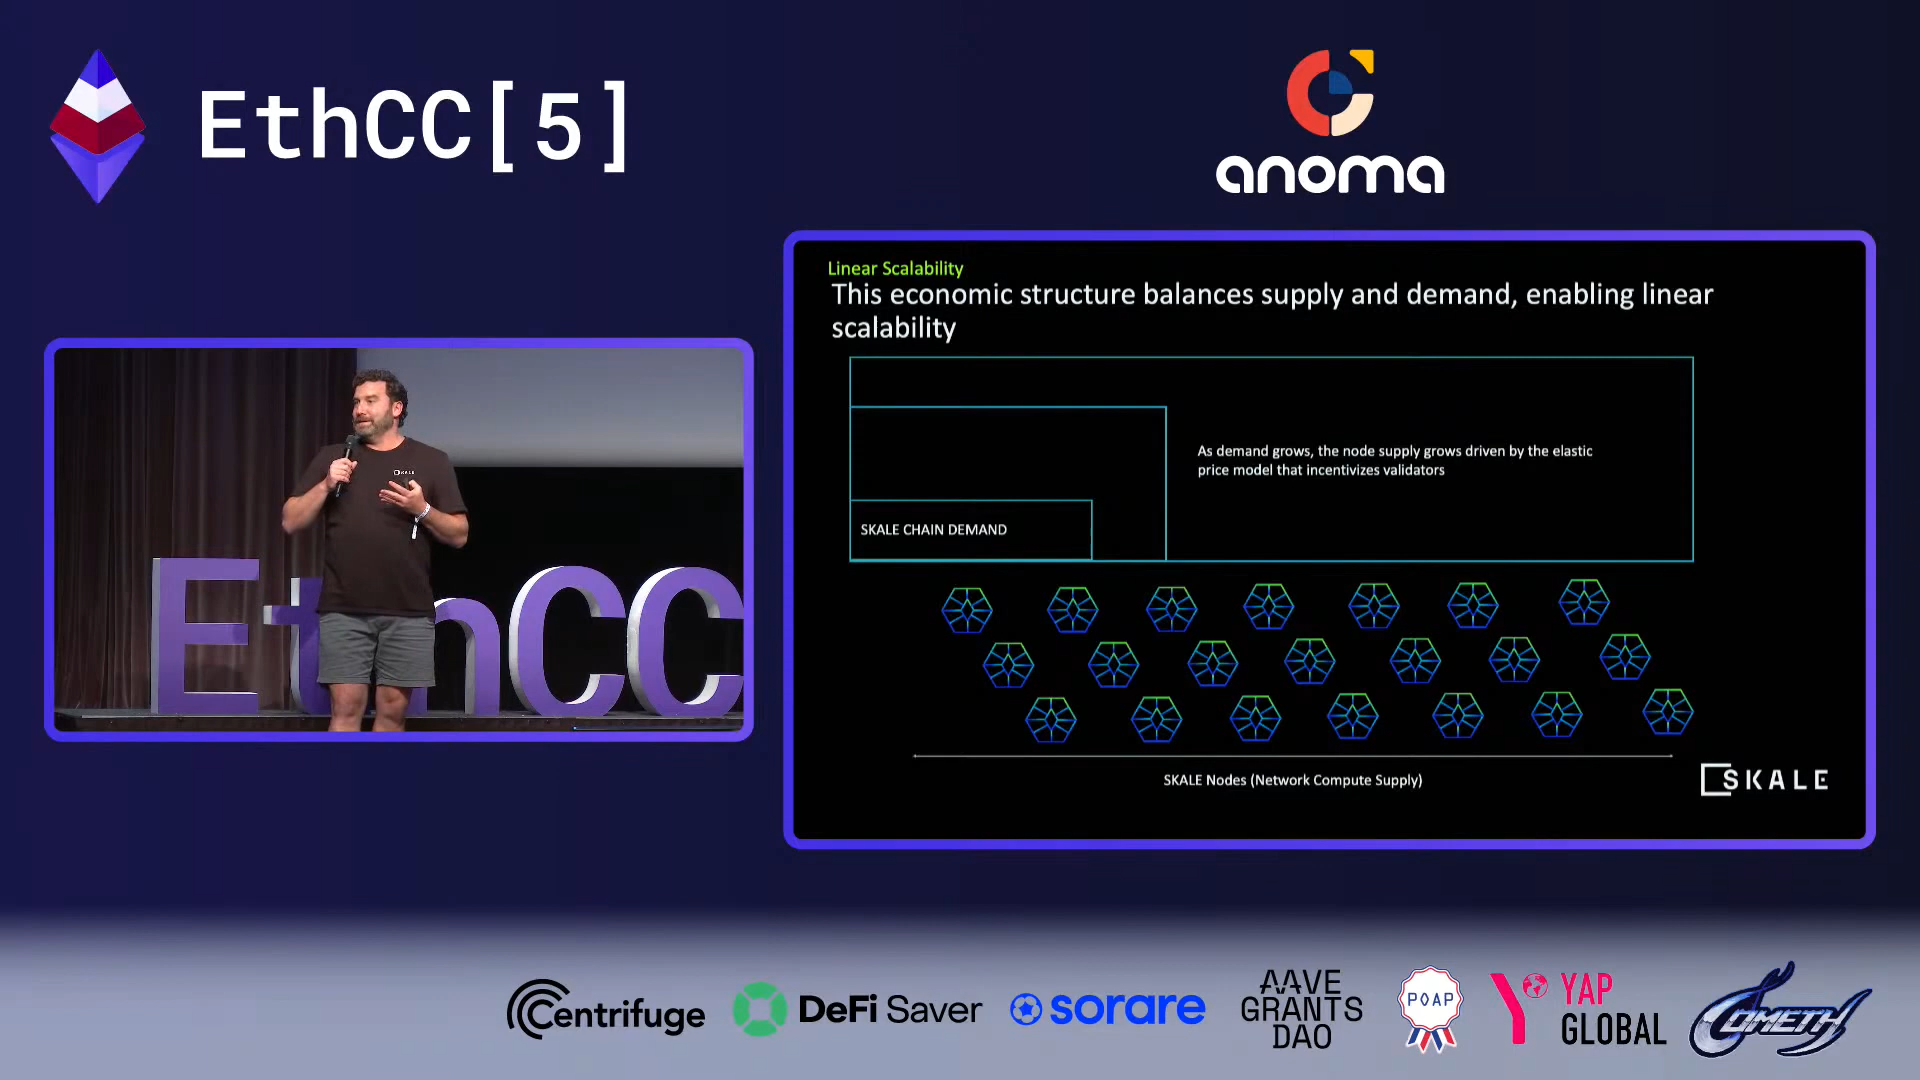 EthCC[5]
anoma
Linear Scalability
This economic structure balances supply and demand, enabling linear
scalability
As demand grows, the node supply grows driven by the elastic
price model that incentivizes validators
SKALE CHAIN DEMAND
SKALE Nodes (Network Compute Supply)
SKALE
SKALE
EthCC
Centrifuge
DeFi Saver
sorare
AAVE
GRANTS
DAO
POAP
YAP
GLOBAL
COMETH